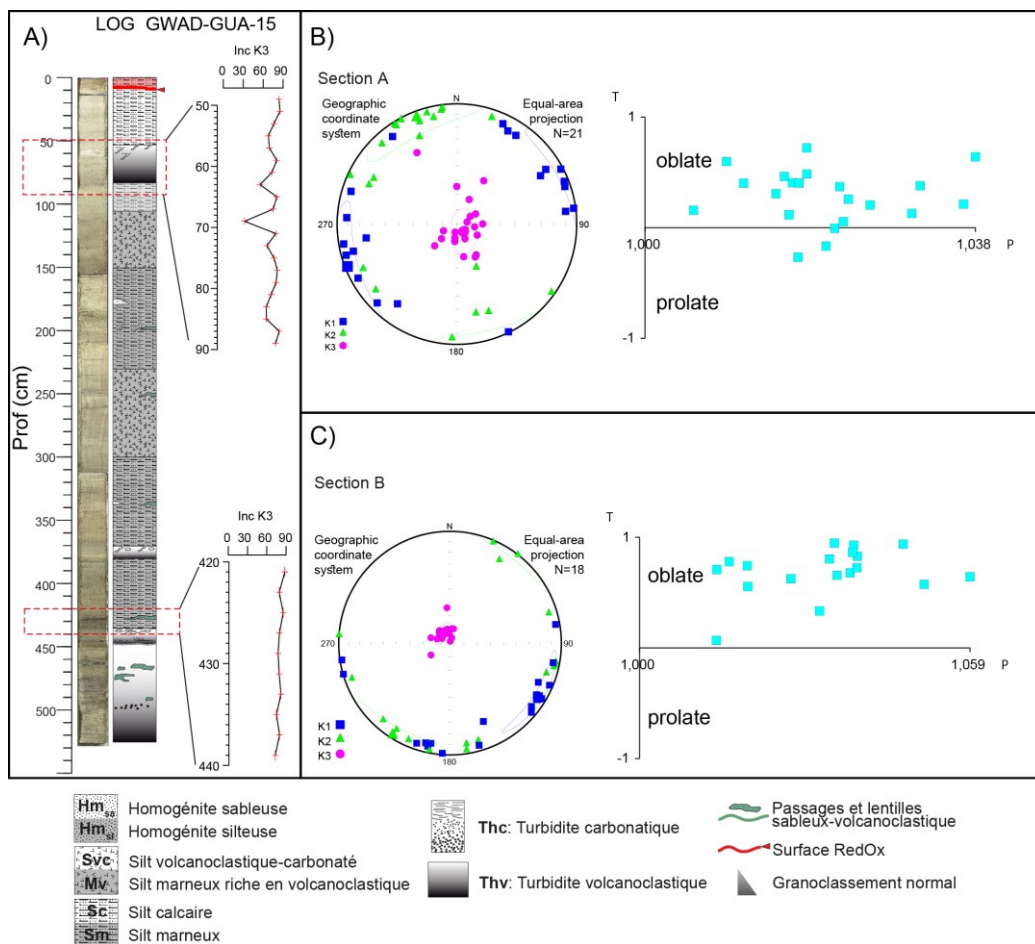 LOG GWAD-GUA-15
A)
Prof (cm)
0
50
100
150
200
250
300
350
400
450
500
Inc K3
0
30
60
90
50
60
70
80
90
Inc K3
0
30
60
90
420
430
440
B)
Section A
Geographic
coordinate
system
N
Equal-area
projection
N=21
270
90
180
K1
K2
K3
T
1
oblate
1,000
1,038
P
prolate
-1
C)
Section B
Geographic
coordinate
system
N
Equal-area
projection
N=18
270
90
180
K1
K2
K3
T
1
oblate
1,000
1,059
P
prolate
-1
Hm sa Homogénite sableuse
Hm si Homogénite silteuse
Svc Silt volcanoclastique-carbonaté
Mv Silt marneux riche en volcanoclastique
Sc Silt calcaire
Sm Silt marneux
Thc: Turbidite carbonatique
Thv: Turbidite volcanoclastique
Passages et lentilles
sableux-volcanoclastique
Surface RedOx
Granoclassement normal